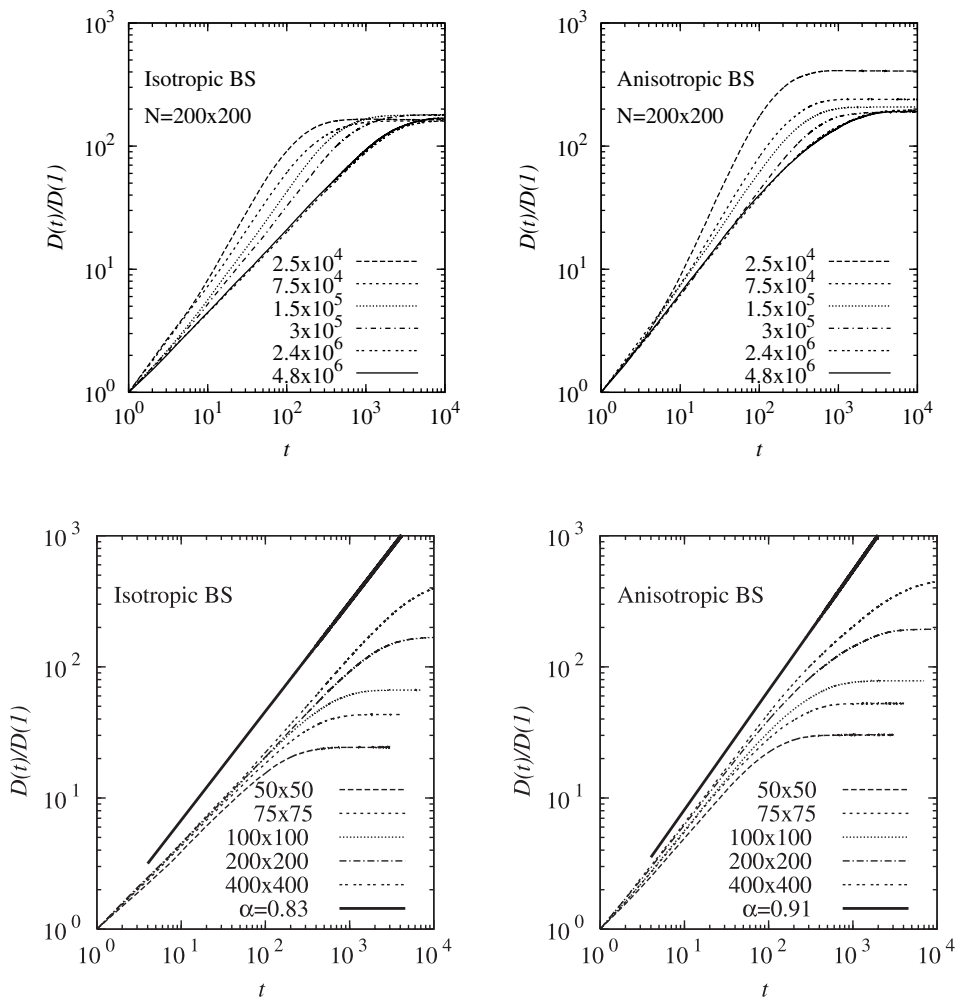 10^3
10^2
10^1
10^0
D(t)/D(1)
Isotropic BS
N=200x200
2.5x10^4
7.5x10^4
1.5x10^5
3x10^5
2.4x10^6
4.8x10^6
10^0 10^1 10^2 10^3 10^4
t
10^3
10^2
10^1
10^0
D(t)/D(1)
Anisotropic BS
N=200x200
2.5x10^4
7.5x10^4
1.5x10^5
3x10^5
2.4x10^6
4.8x10^6
10^0 10^1 10^2 10^3 10^4
t
10^3
10^2
10^1
10^0
D(t)/D(1)
Isotropic BS
50x50
75x75
100x100
200x200
400x400
α=0.83
10^0 10^1 10^2 10^3 10^4
t
10^3
10^2
10^1
10^0
D(t)/D(1)
Anisotropic BS
50x50
75x75
100x100
200x200
400x400
α=0.91
10^0 10^1 10^2 10^3 10^4
t